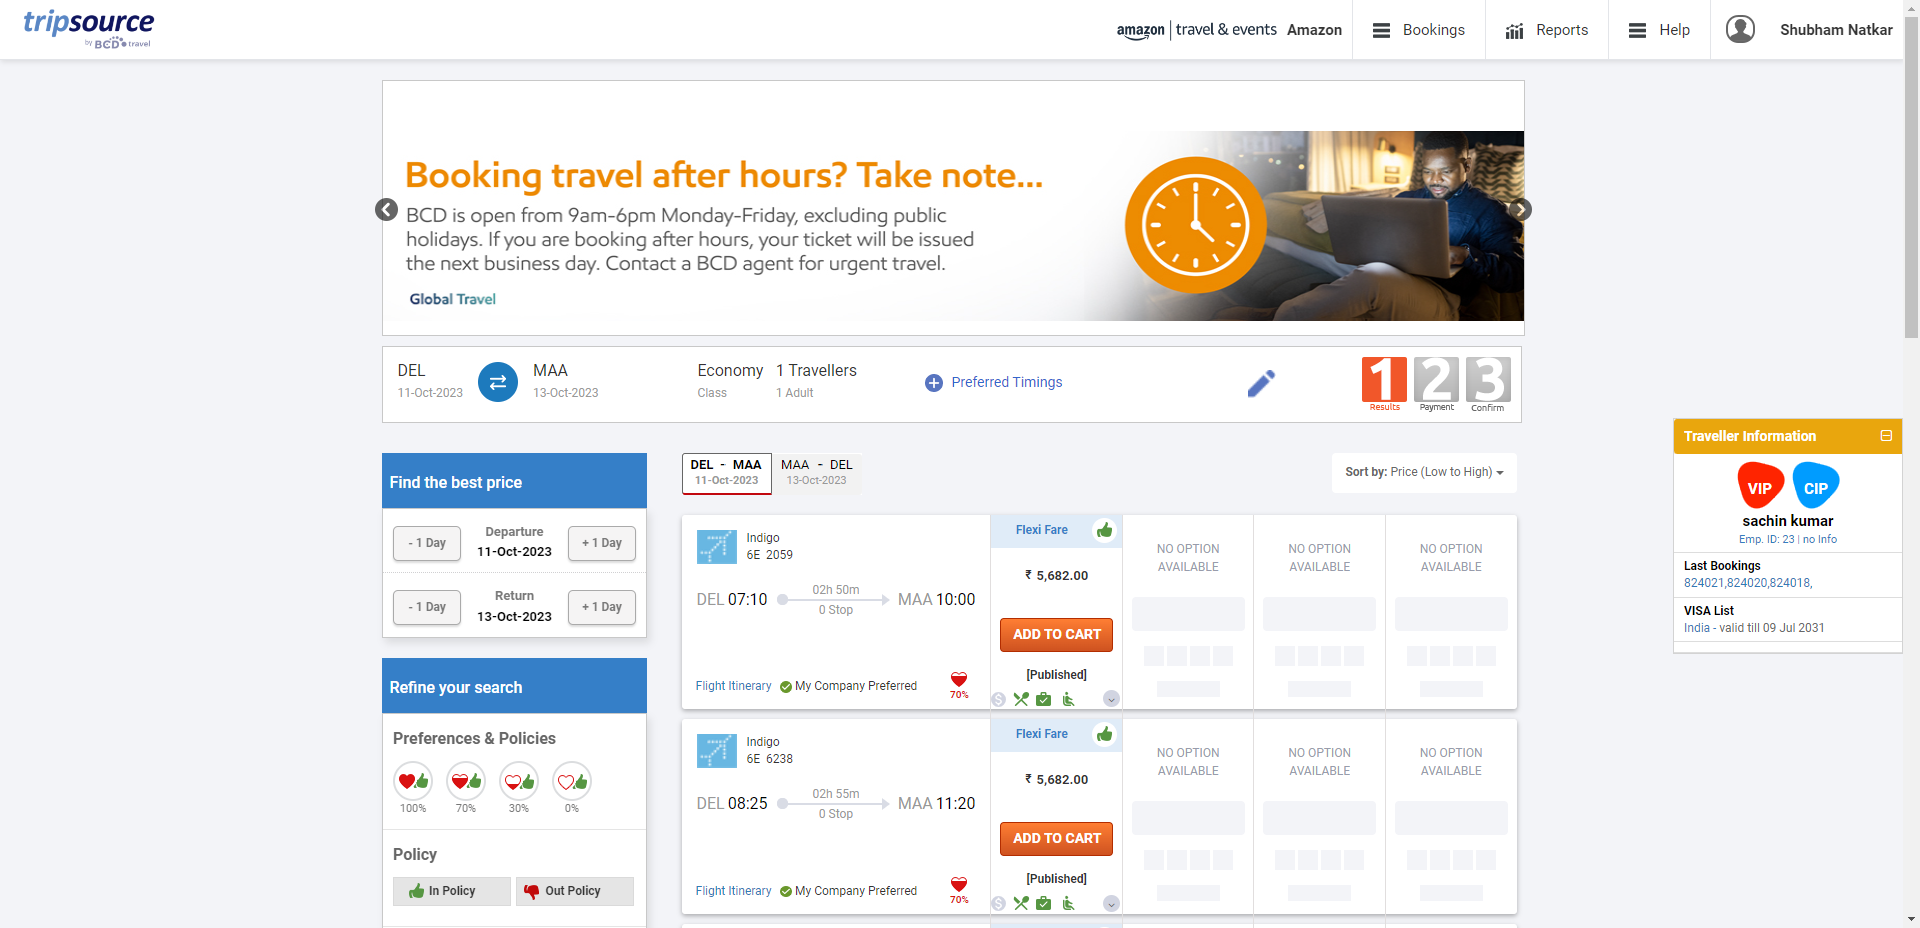 tripsource
by BCD travel
amazon travel & events Amazon
Bookings
Reports
Help
Shubham Natkar
Booking travel after hours? Take note...
BCD is open from 9am-6pm Monday-Friday, excluding public
holidays. If you are booking after hours, your ticket will be issued
the next business day. Contact a BCD agent for urgent travel.
Global Travel
DEL
11-Oct-2023
MAA
13-Oct-2023
Economy
Class
1 Travellers
1 Adult
Preferred Timings
1 2 3
Results Payment Confirm
Traveller Information
VIP CIP
sachin kumar
Emp. ID: 23 | no Info
Last Bookings
824021,824020,824018,
VISA List
India - valid till 09 Jul 2031
Find the best price
- 1 Day
Departure
11-Oct-2023
+ 1 Day
- 1 Day
Return
13-Oct-2023
+ 1 Day
Refine your search
Preferences & Policies
100% 70% 30% 0%
Policy
In Policy
Out Policy
DEL - MAA
11-Oct-2023
MAA - DEL
13-Oct-2023
Sort by: Price (Low to High)
Indigo
6E 2059
DEL 07:10
02h 50m
0 Stop
MAA 10:00
Flight Itinerary
My Company Preferred
70%
Flexi Fare
₹ 5,682.00
ADD TO CART
[Published]
NO OPTION
AVAILABLE
NO OPTION
AVAILABLE
NO OPTION
AVAILABLE
Indigo
6E 6238
DEL 08:25
02h 55m
0 Stop
MAA 11:20
Flight Itinerary
My Company Preferred
70%
Flexi Fare
₹ 5,682.00
ADD TO CART
[Published]
NO OPTION
AVAILABLE
NO OPTION
AVAILABLE
NO OPTION
AVAILABLE